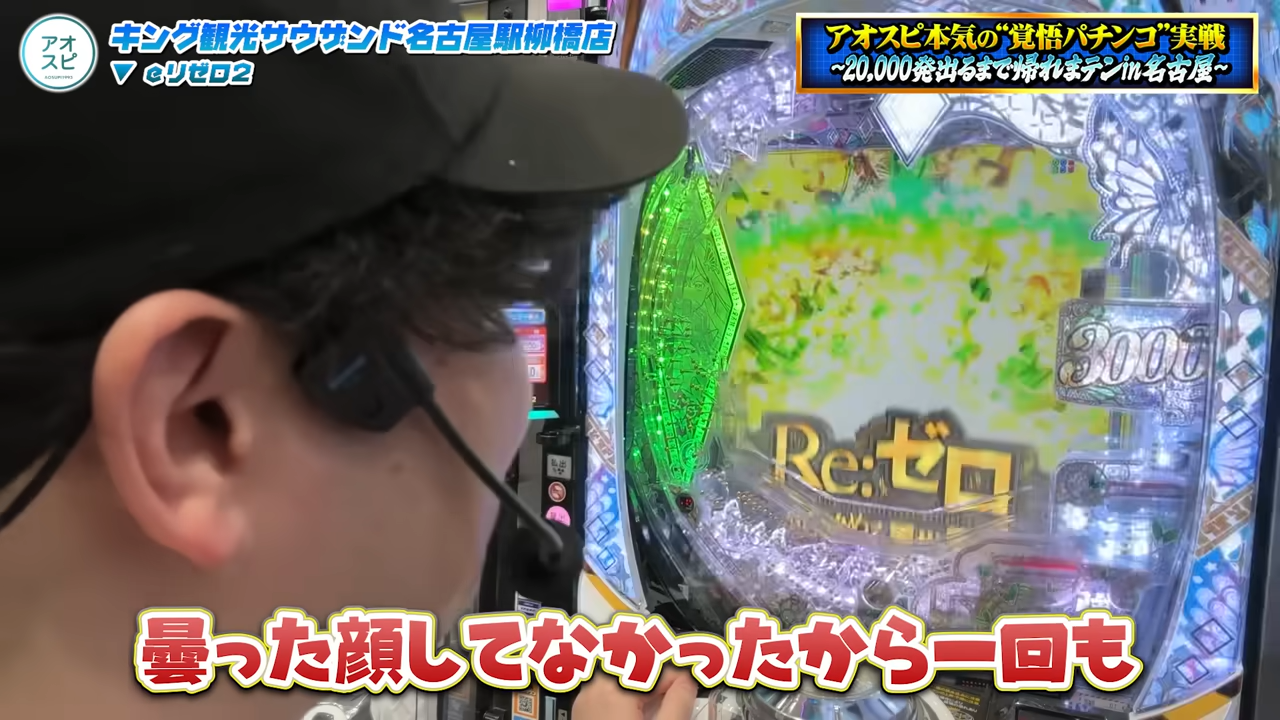 アオ
スピ
AOSUPI1993
キング観光サウザンド名古屋駅柳橋店
▼ eリゼロ2
アオスピ本気の“覚悟パチンコ”実戦
~20,000発出るまで帰れまテンin名古屋~
3000
Re:ゼロ
曇った顔してなかったから一回も